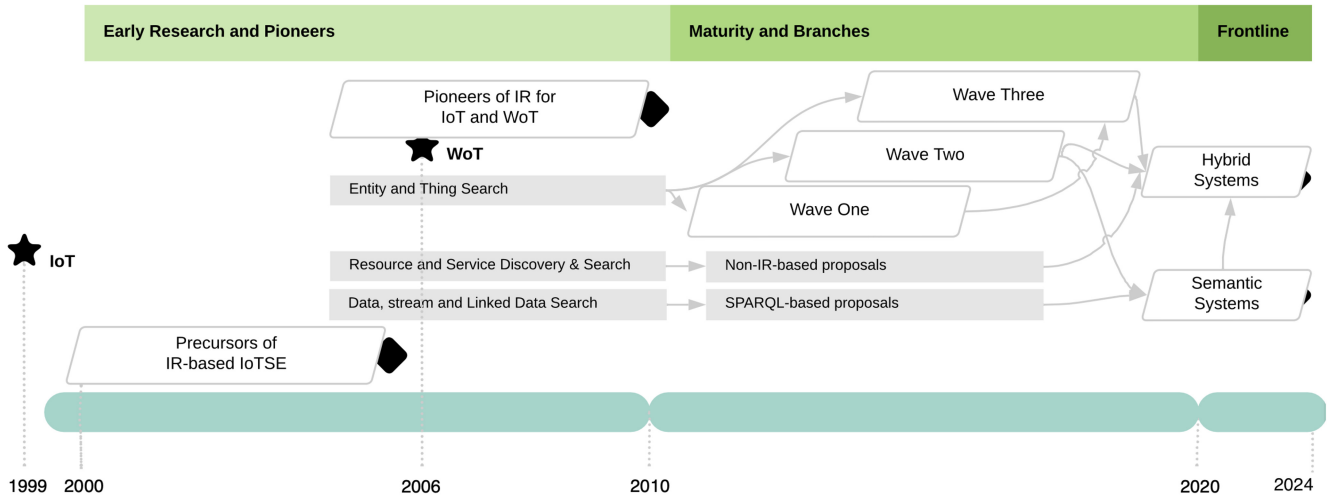 Early Research and Pioneers
Maturity and Branches
Frontline
Pioneers of IR for
IoT and WoT
Wave Three
WoT
Wave Two
Hybrid
Systems
Entity and Thing Search
Wave One
IoT
Resource and Service Discovery & Search
Non-IR-based proposals
Data, stream and Linked Data Search
SPARQL-based proposals
Semantic
Systems
Precursors of
IR-based IoTSE
1999
2000
2006
2010
2020
2024